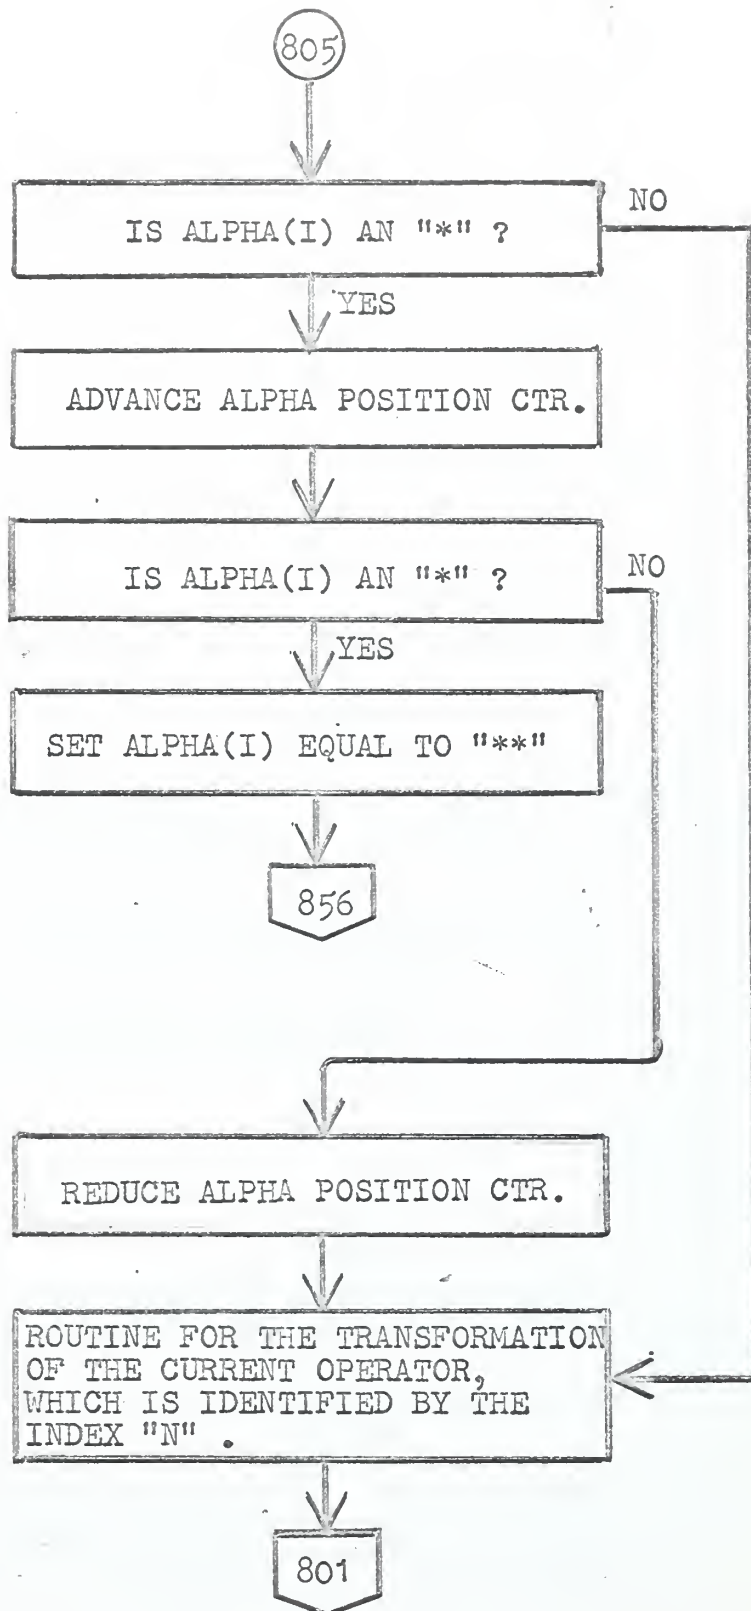 805
IS ALPHA(I) AN "*" ?
NO
YES
ADVANCE ALPHA POSITION CTR.
IS ALPHA(I) AN "*" ?
NO
YES
SET ALPHA(I) EQUAL TO "**"
856
REDUCE ALPHA POSITION CTR.
ROUTINE FOR THE TRANSFORMATION
OF THE CURRENT OPERATOR,
WHICH IS IDENTIFIED BY THE
INDEX "N" .
801